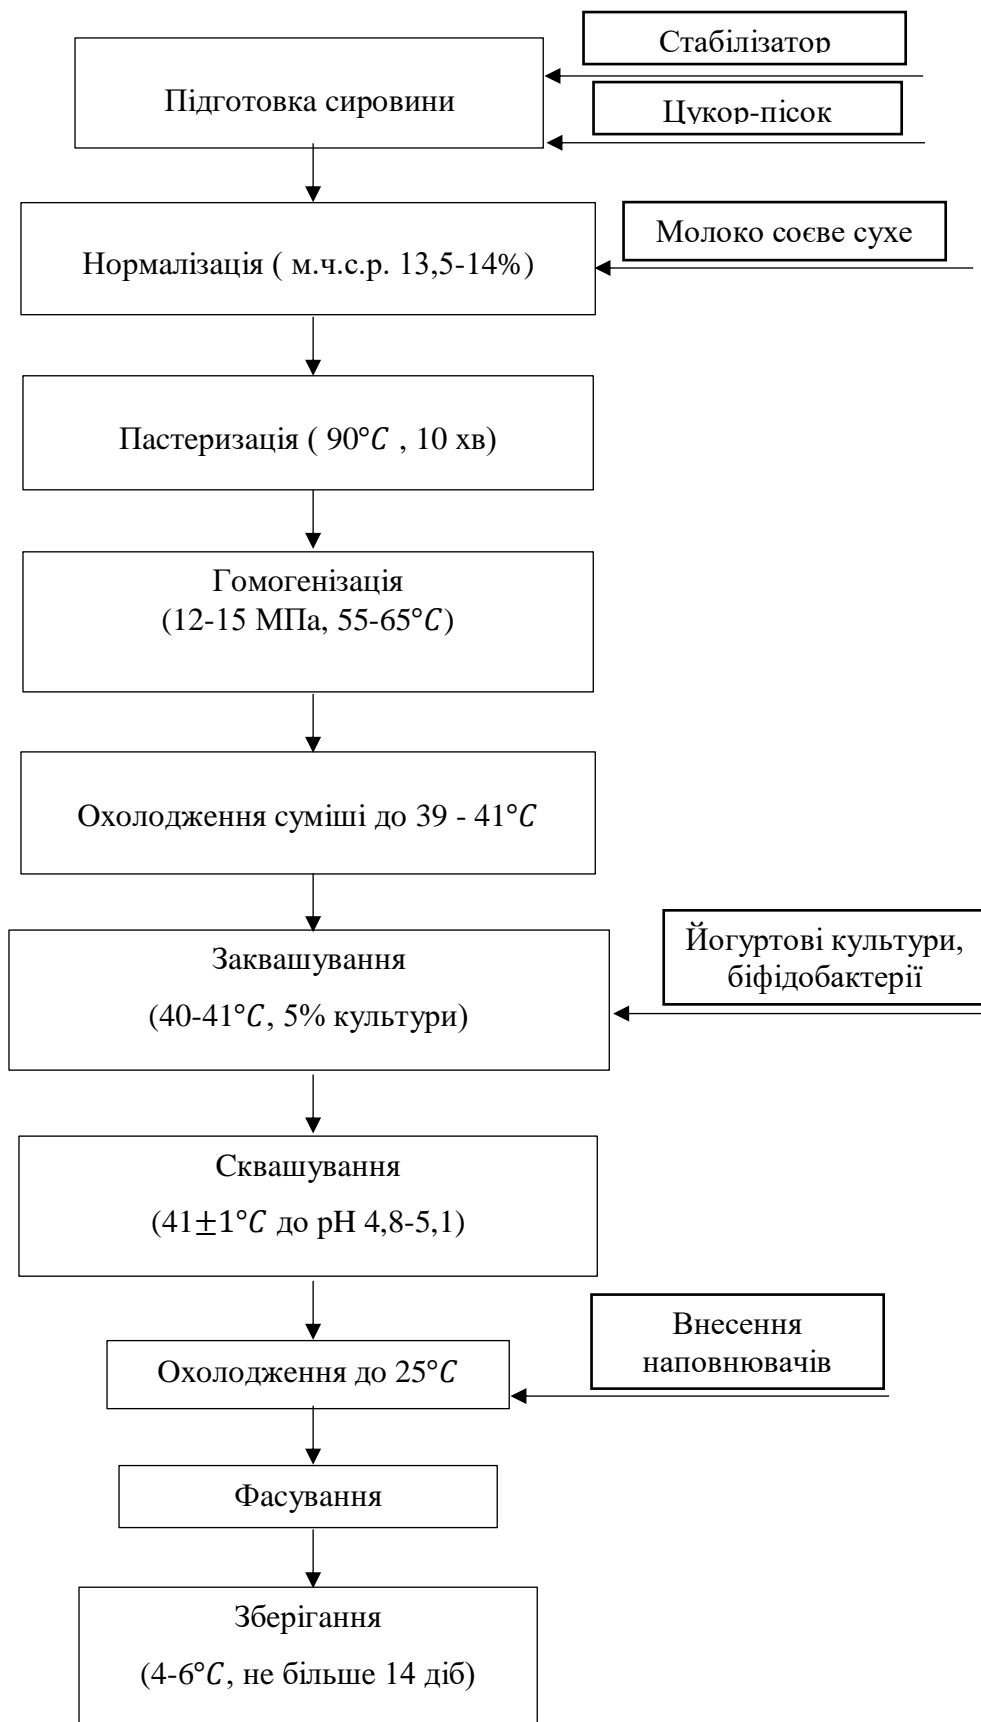 Стабілізатор
Підготовка сировини
Цукор-пісок
Молоко соєве сухе
Нормалізація ( м.ч.с.р. 13,5-14%)
Пастеризація ( 90°C , 10 хв)
Гомогенізація
(12-15 МПа, 55-65°C)
Охолодження суміші до 39 - 41°C
Йогуртові культури,
біфідобактерії
Заквашування
(40-41°C, 5% культури)
Сквашування
(41±1°C до pH 4,8-5,1)
Внесення
наповнювачів
Охолодження до 25°C
Фасування
Зберігання
(4-6°C, не більше 14 діб)